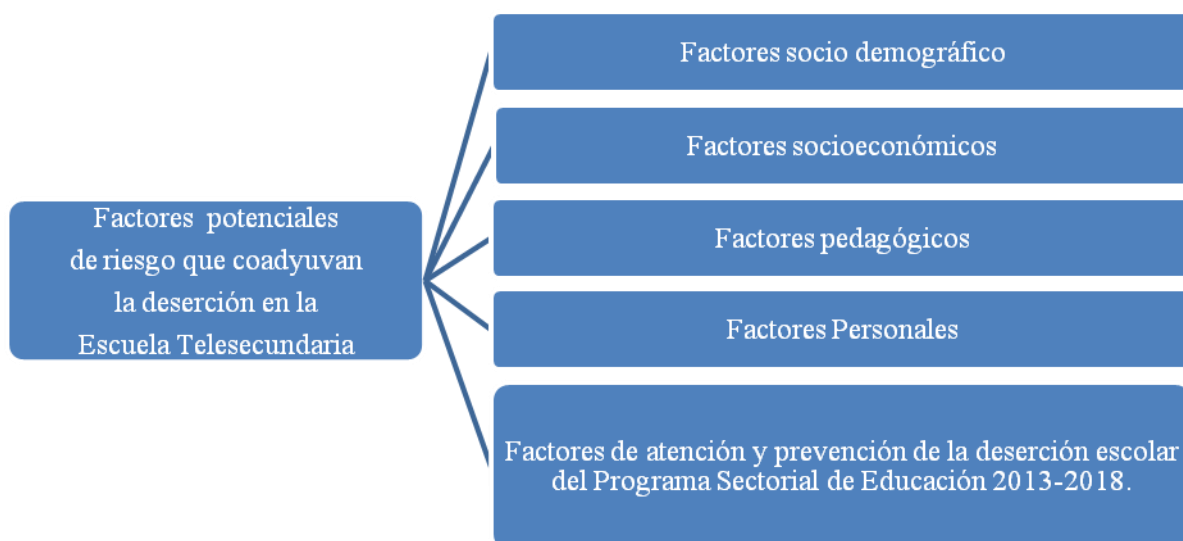 Factores potenciales
de riesgo que coadyuvan
la deserción en la
Escuela Telesecundaria
Factores socio demográfico
Factores socioeconómicos
Factores pedagógicos
Factores Personales
Factores de atención y prevención de la deserción escolar
del Programa Sectorial de Educación 2013-2018.